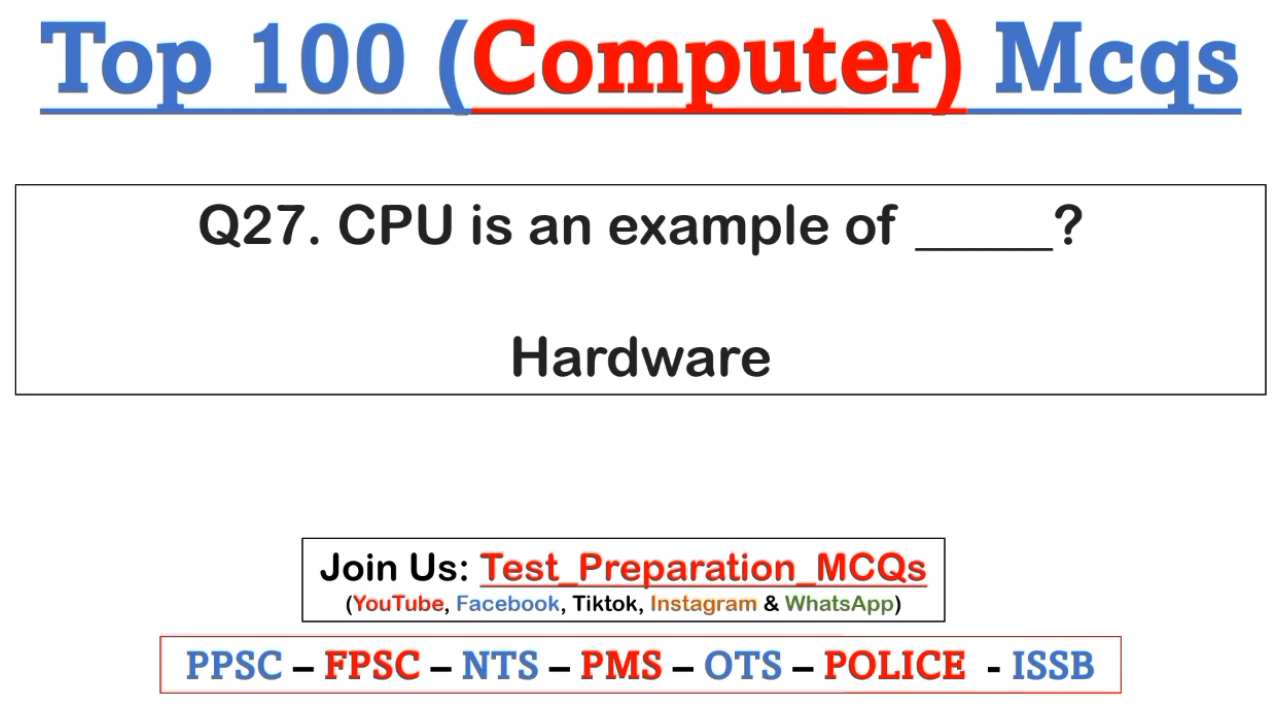 Top 100 (Computer) Mcqs
Q27. CPU is an example of _____?
Hardware
Join Us: Test_Preparation_MCQs
(YouTube, Facebook, Tiktok, Instagram & WhatsApp)
PPSC – FPSC – NTS – PMS – OTS – POLICE - ISSB